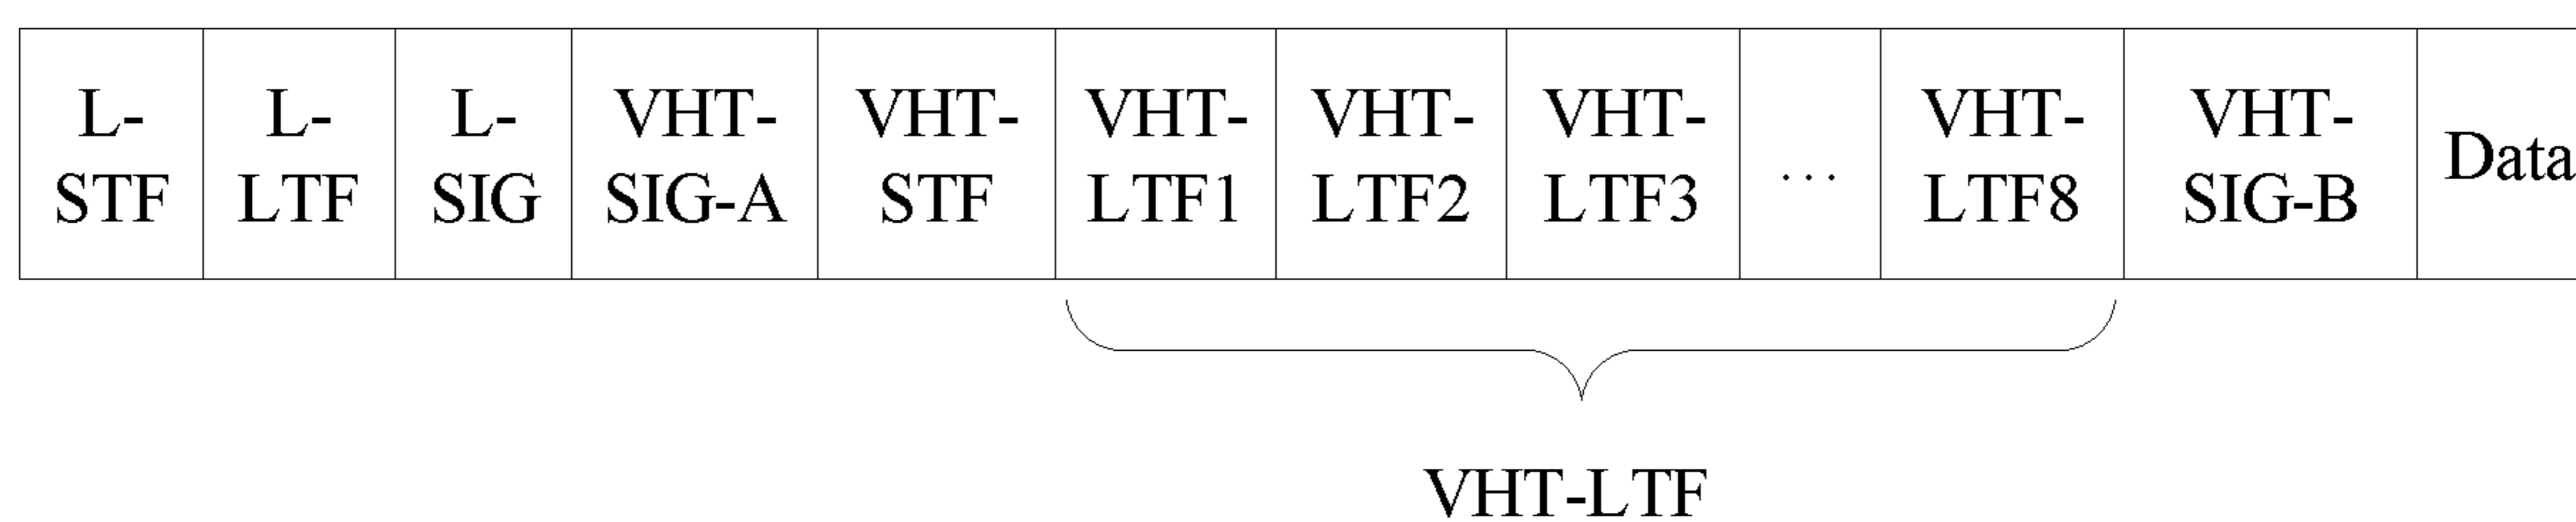 L-
STF
L-
LTF
L-
SIG
VHT-
SIG-A
VHT-
STF
VHT-
LTF1
VHT-
LTF2
VHT-
LTF3
...
VHT-
LTF8
VHT-
SIG-B
Data
VHT-LTF